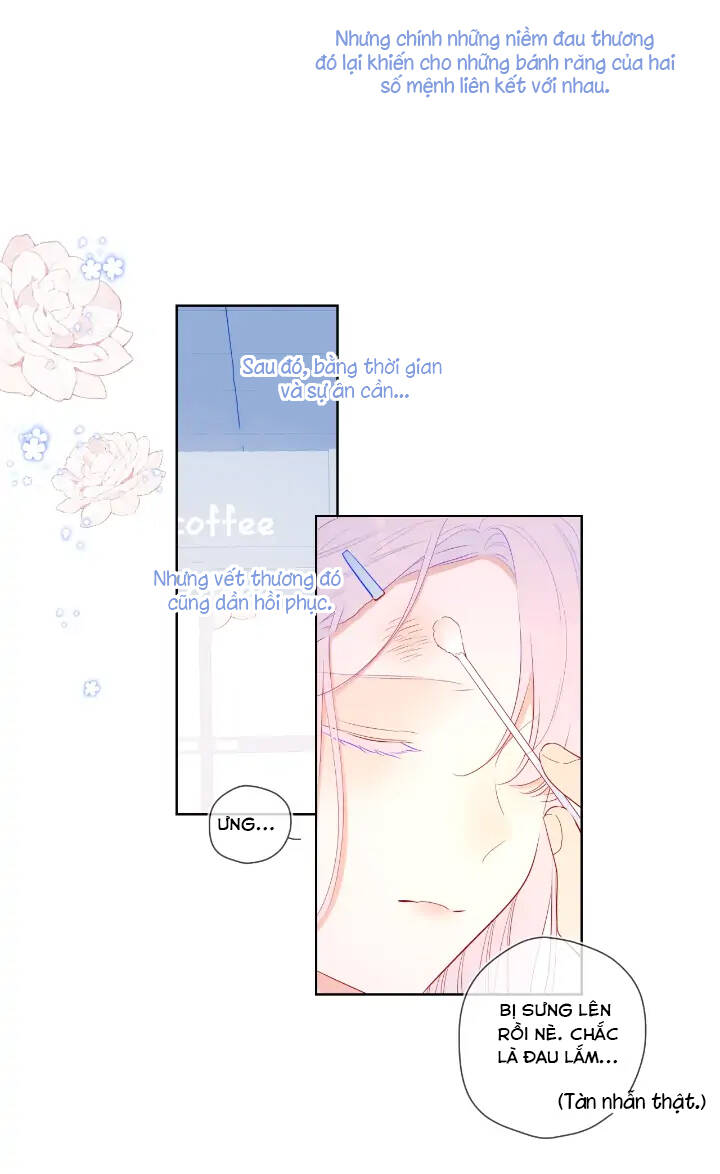 Nhưng chính những niềm đau thương
đó lại khiến cho những bánh răng của hai
số mệnh liên kết với nhau.
Sau đó, bằng thời gian
và sự ân cần...
coffee
Nhưng vết thương đó
cũng dần hồi phục.
ƯNG...
BỊ SƯNG LÊN
RỒI NÈ. CHẮC
LÀ ĐAU LẮM...
(Tàn nhẫn thật.)